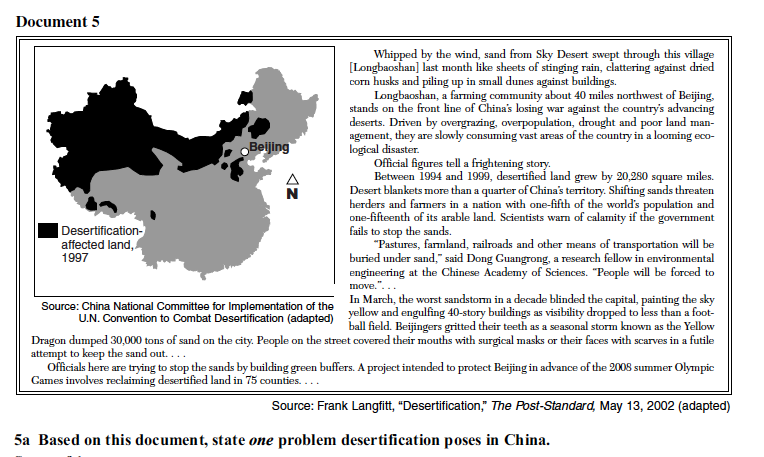 Document 5
Beijing
N
Desertification-
affected land,
1997
Source: China National Committee for Implementation of the
U.N. Convention to Combat Desertification (adapted)
Whipped by the wind, sand from Sky Desert swept through this village
[Longbaoshan] last month like sheets of stinging rain, clattering against dried
corn husks and piling up in small dunes against buildings.
Longbaoshan, a farming community about 40 miles northwest of Beijing,
stands on the front line of China's losing war against the country's advancing
deserts. Driven by overgrazing, overpopulation, drought and poor land man-
agement, they are slowly consuming vast areas of the country in a looming eco-
logical disaster.
Official figures tell a frightening story.
Between 1994 and 1999, desertified land grew by 20,280 square miles.
Desert blankets more than a quarter of China's territory. Shifting sands threaten
herders and farmers in a nation with one-fifth of the world's population and
one-fifteenth of its arable land. Scientists warn of calamity if the government
fails to stop the sands.
"Pastures, farmland, railroads and other means of transportation will be
buried under sand," said Dong Guangrong, a research fellow in environmental
engineering at the Chinese Academy of Sciences. "People will be forced to
move.". . .
In March, the worst sandstorm in a decade blinded the capital, painting the sky
yellow and engulfing 40-story buildings as visibility dropped to less than a foot-
ball field. Beijingers gritted their teeth as a seasonal storm known as the Yellow
Dragon dumped 30,000 tons of sand on the city. People on the street covered their mouths with surgical masks or their faces with scarves in a futile
attempt to keep the sand out. . . .
Officials here are trying to stop the sands by building green buffers. A project intended to protect Beijing in advance of the 2008 summer Olympic
Games involves reclaiming desertified land in 75 counties. . . .
Source: Frank Langfitt, "Desertification," The Post-Standard, May 13, 2002 (adapted)
5a Based on this document, state one problem desertification poses in China.